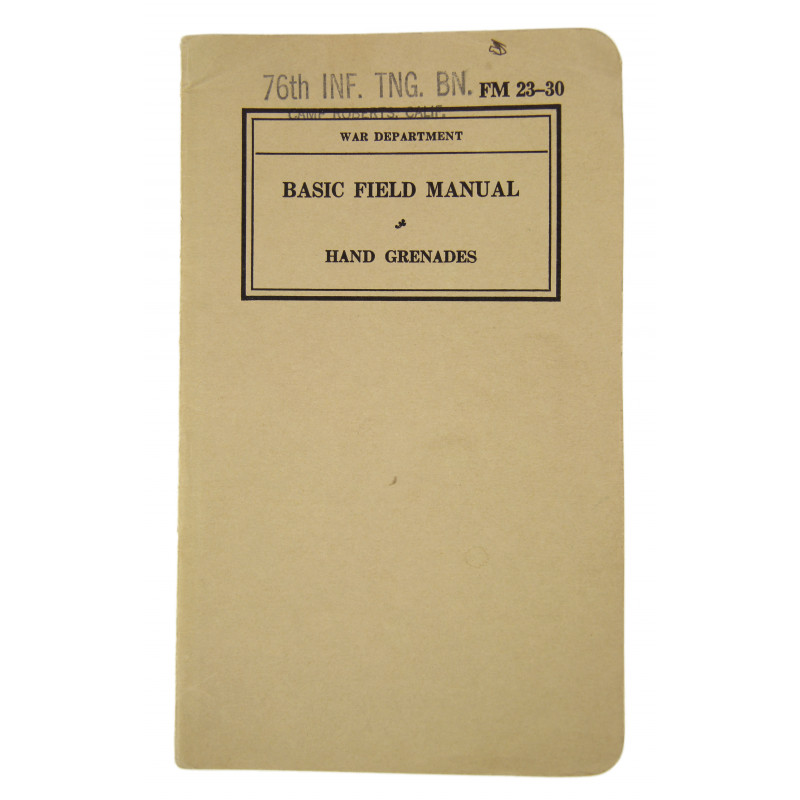 76th INF. TNG. BN. FM 23–30
CAMP ROBERTS, CALIF.
WAR DEPARTMENT
BASIC FIELD MANUAL
HAND GRENADES